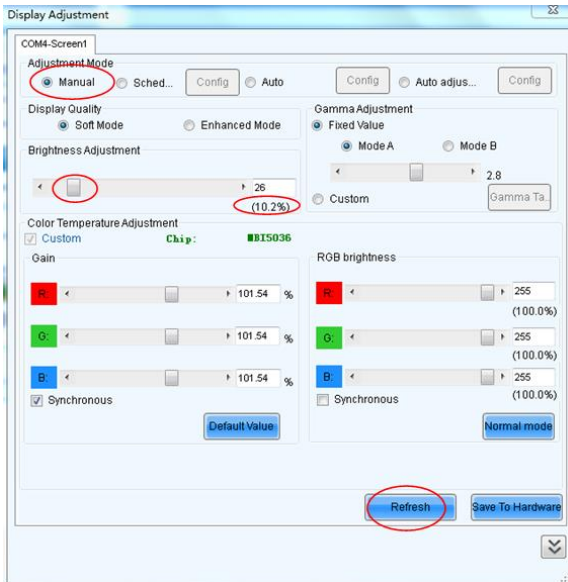 Display Adjustment
COM4-Screen1
Adjustment Mode
Manual Sched... Config Auto Config Auto adjus... Config
Display Quality
Soft Mode Enhanced Mode
Gamma Adjustment
Fixed Value
Mode A Mode B
2.8
Custom Gamma Ta..
Brightness Adjustment
26
(10.2%)
Color Temperature Adjustment
Custom Chip: MBI5036
Gain
R: 101.54 %
G: 101.54 %
B: 101.54 %
Synchronous
Default Value
RGB brightness
R: 255
(100.0%)
G: 255
(100.0%)
B: 255
(100.0%)
Synchronous
Normal mode
Refresh Save To Hardware